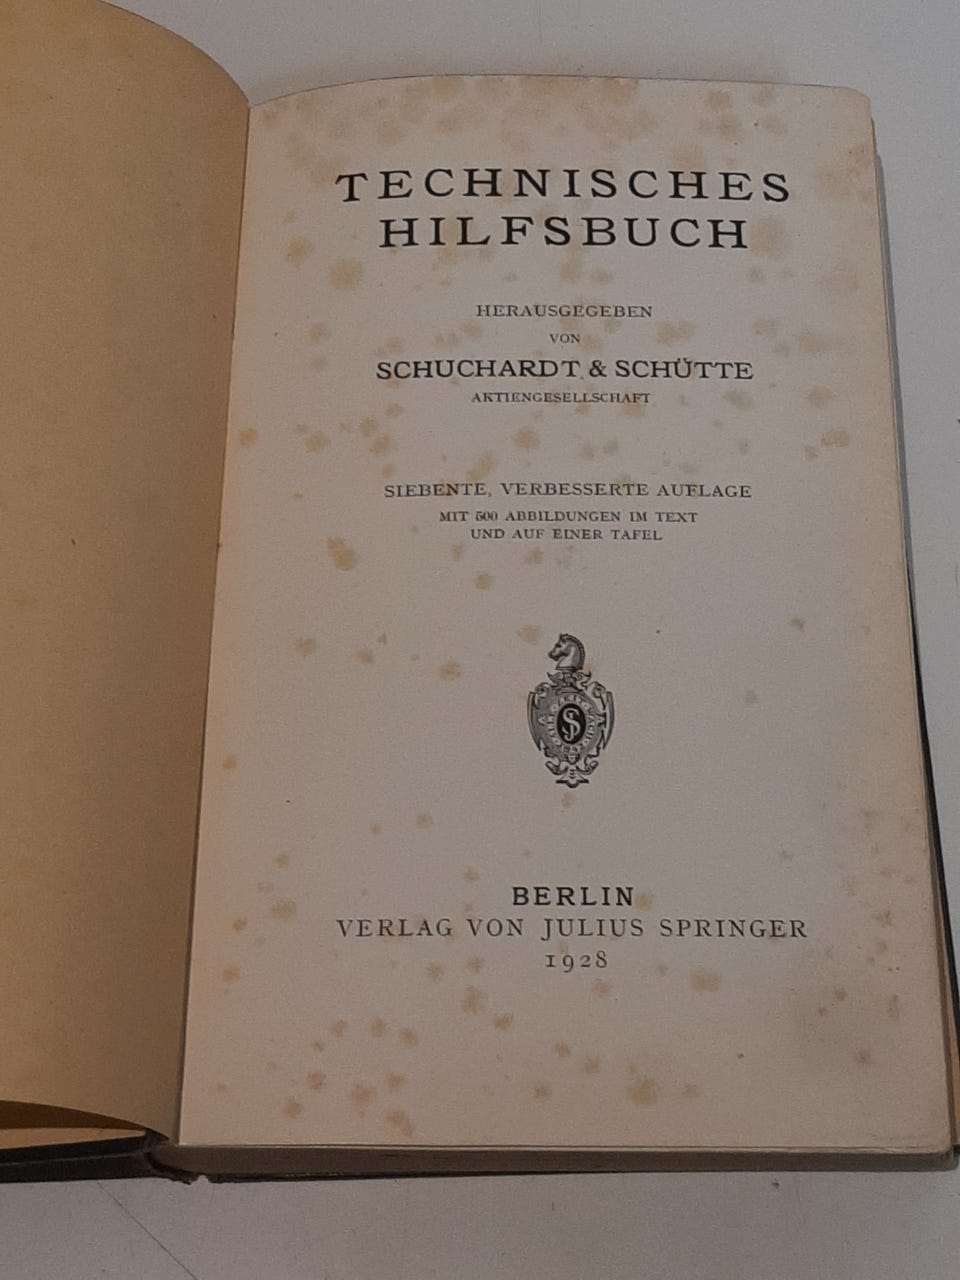 TECHNISCHES
HILFSBUCH
HERAUSGEGEBEN
VON
SCHUCHARDT & SCHÜTTE
AKTIENGESELLSCHAFT
SIEBENTE, VERBESSERTE AUFLAGE
MIT 500 ABBILDUNGEN IM TEXT
UND AUF EINER TAFEL
BERLIN
VERLAG VON JULIUS SPRINGER
1928